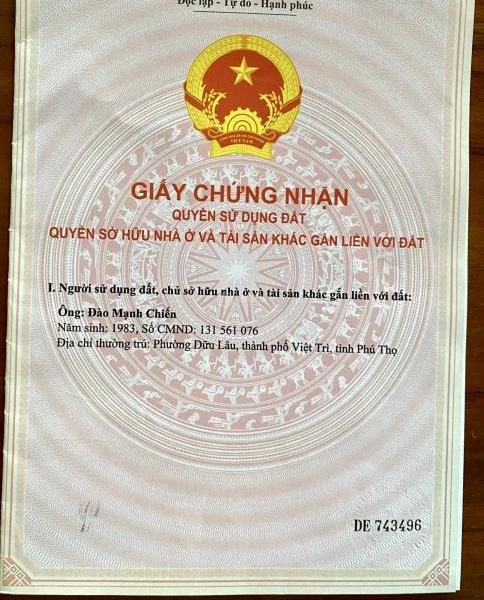 Độc lập - Tự do - Hạnh phúc
VIỆT NAM
GIẤY CHỨNG NHẬN
QUYỀN SỬ DỤNG ĐẤT
QUYỀN SỞ HỮU NHÀ Ở VÀ TÀI SẢN KHÁC GẮN LIỀN VỚI ĐẤT
I. Người sử dụng đất, chủ sở hữu nhà ở và tài sản khác gắn liền với đất:
Ông: Đào Mạnh Chiến
Năm sinh: 1983, Số CMND: 131 561 076
Địa chỉ thường trú: Phường Dữu Lâu, thành phố Việt Trì, tỉnh Phú Thọ
DE 743496